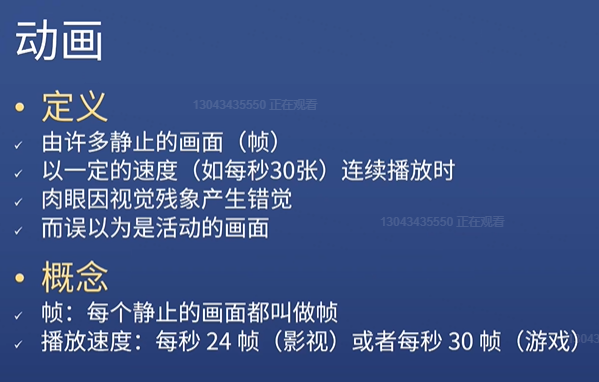 动画
定义
13043435550 正在观看
由许多静止的画面（帧）
以一定的速度（如每秒30张）连续播放时
肉眼因视觉残象产生错觉
而误以为是活动的画面
13043435550 正在观看
概念
帧：每个静止的画面都叫做帧
播放速度：每秒 24 帧（影视）或者每秒 30 帧（游戏）